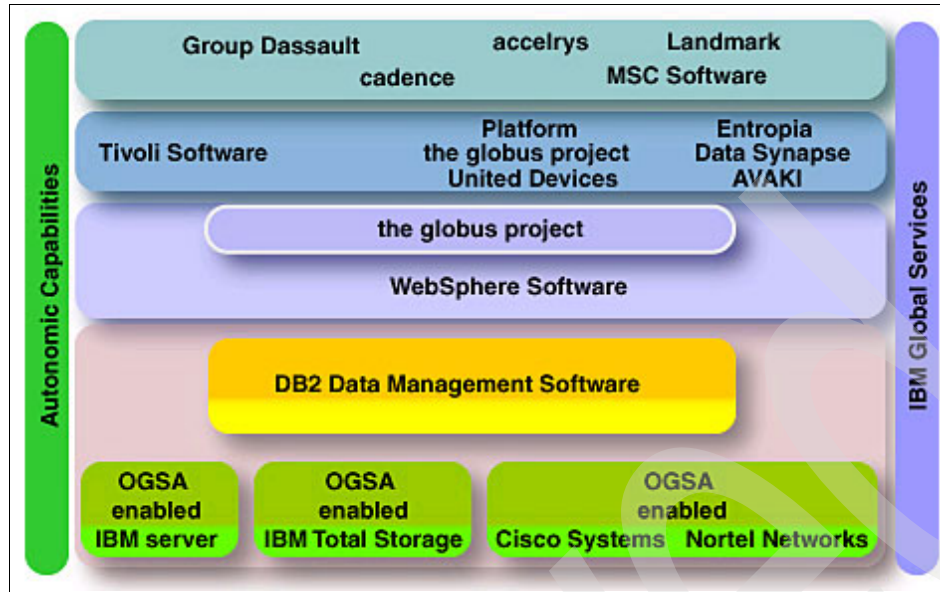 Autonomic Capabilities
Group Dassault
accelrys
Landmark
cadence
MSC Software
Tivoli Software
Platform
the globus project
United Devices
Entropia
Data Synapse
AVAKI
the globus project
WebSphere Software
DB2 Data Management Software
OGSA
enabled
IBM server
OGSA
enabled
IBM Total Storage
OGSA
enabled
Cisco Systems Nortel Networks
IBM Global Services